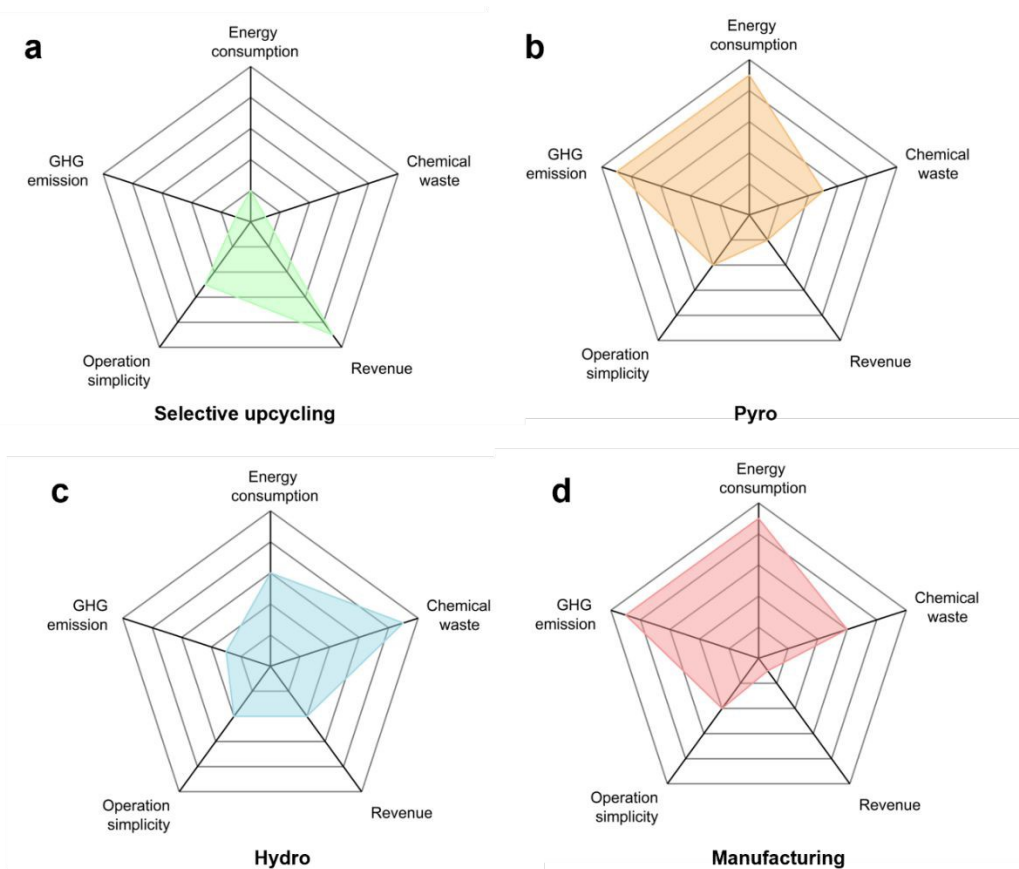 a
Energy
consumption
GHG
emission
Chemical
waste
Operation
simplicity
Revenue
Selective upcycling
b
Energy
consumption
GHG
emission
Chemical
waste
Operation
simplicity
Revenue
Pyro
c
Energy
consumption
GHG
emission
Chemical
waste
Operation
simplicity
Revenue
Hydro
d
Energy
consumption
GHG
emission
Chemical
waste
Operation
simplicity
Revenue
Manufacturing